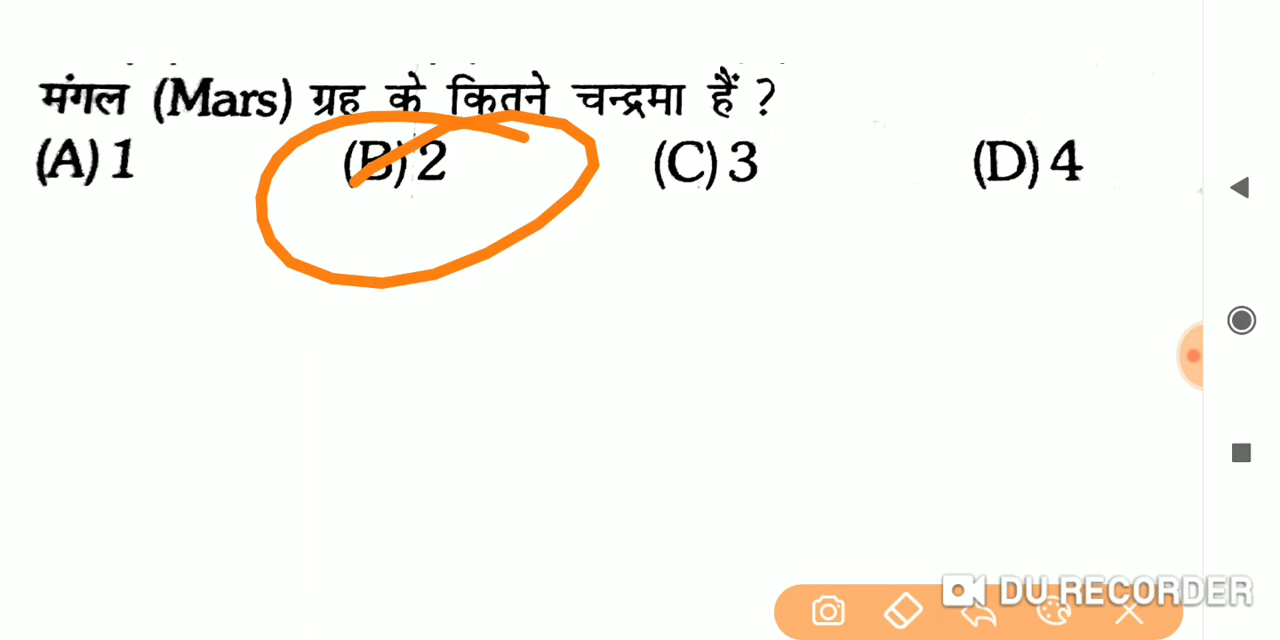 मंगल (Mars) ग्रह के कितने चन्द्रमा हैं ?
(A) 1 (B) 2 (C) 3 (D) 4
DU RECORDER